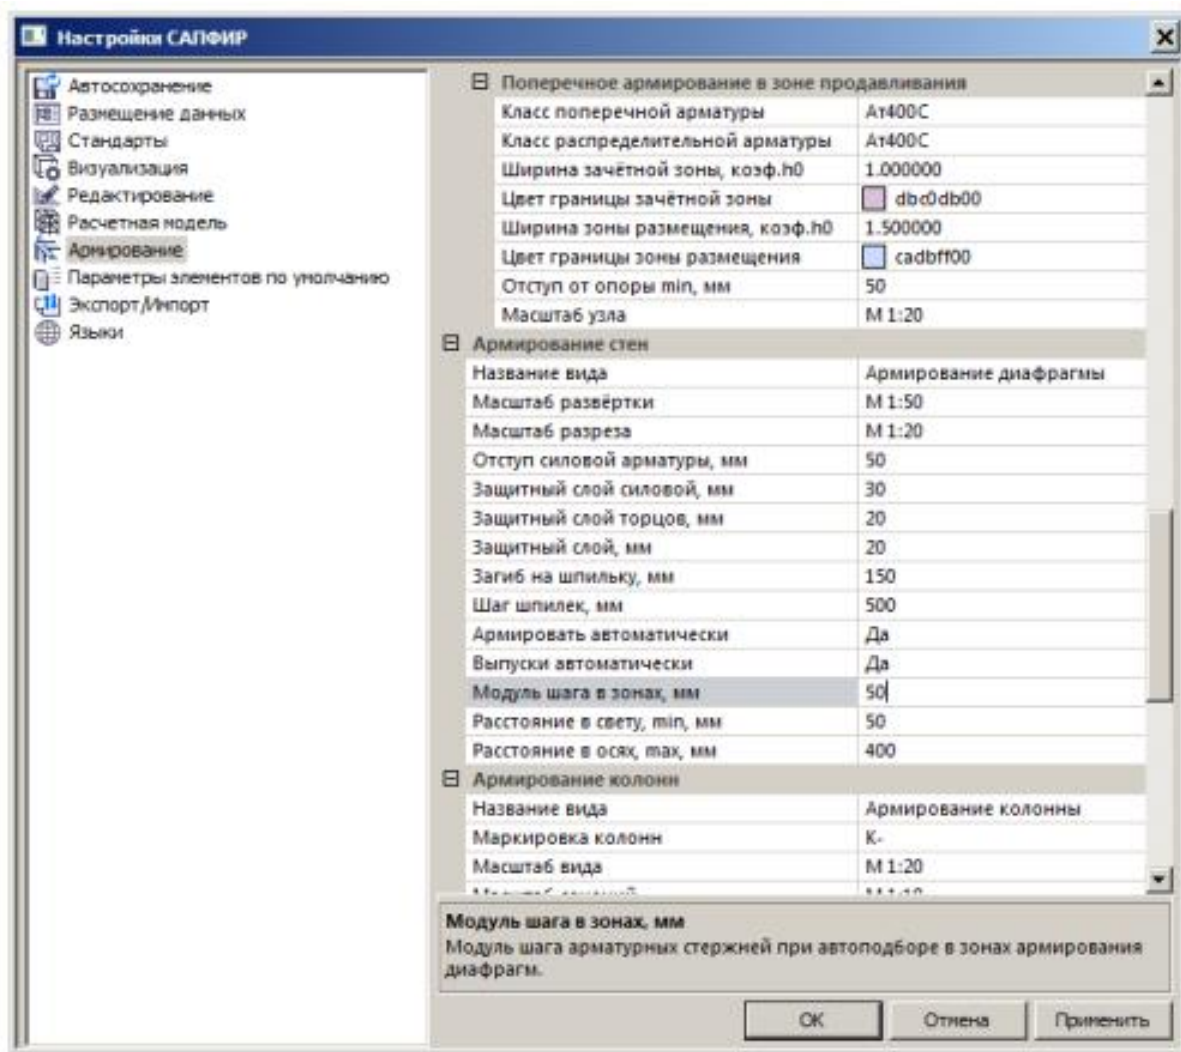 Настройки САПФИР
Автосохранение
Размещение данных
Стандарты
Визуализация
Редактирование
Расчетная модель
Армирование
Параметры элементов по умолчанию
Экспорт/Импорт
Языки
Поперечное армирование в зоне продавливания
Класс поперечной арматуры Ат400С
Класс распределительной арматуры Ат400С
Ширина зачётной зоны, коэф.h0 1.000000
Цвет границы зачётной зоны dbc0db00
Ширина зоны размещения, коэф.h0 1.500000
Цвет границы зоны размещения cadbff00
Отступ от опоры min, мм 50
Масштаб узла М 1:20
Армирование стен
Название вида Армирование диафрагмы
Масштаб развёртки М 1:50
Масштаб разреза М 1:20
Отступ силовой арматуры, мм 50
Защитный слой силовой, мм 30
Защитный слой торцов, мм 20
Защитный слой, мм 20
Загиб на шпильку, мм 150
Шаг шпилек, мм 500
Армировать автоматически Да
Выпуски автоматически Да
Модуль шага в зонах, мм 50
Расстояние в свету, min, мм 50
Расстояние в осях, max, мм 400
Армирование колонн
Название вида Армирование колонны
Маркировка колонн К-
Масштаб вида М 1:20
Модуль шага в зонах, мм
Модуль шага арматурных стержней при автоподборе в зонах армирования
диафрагм.
ОК Отмена Применить